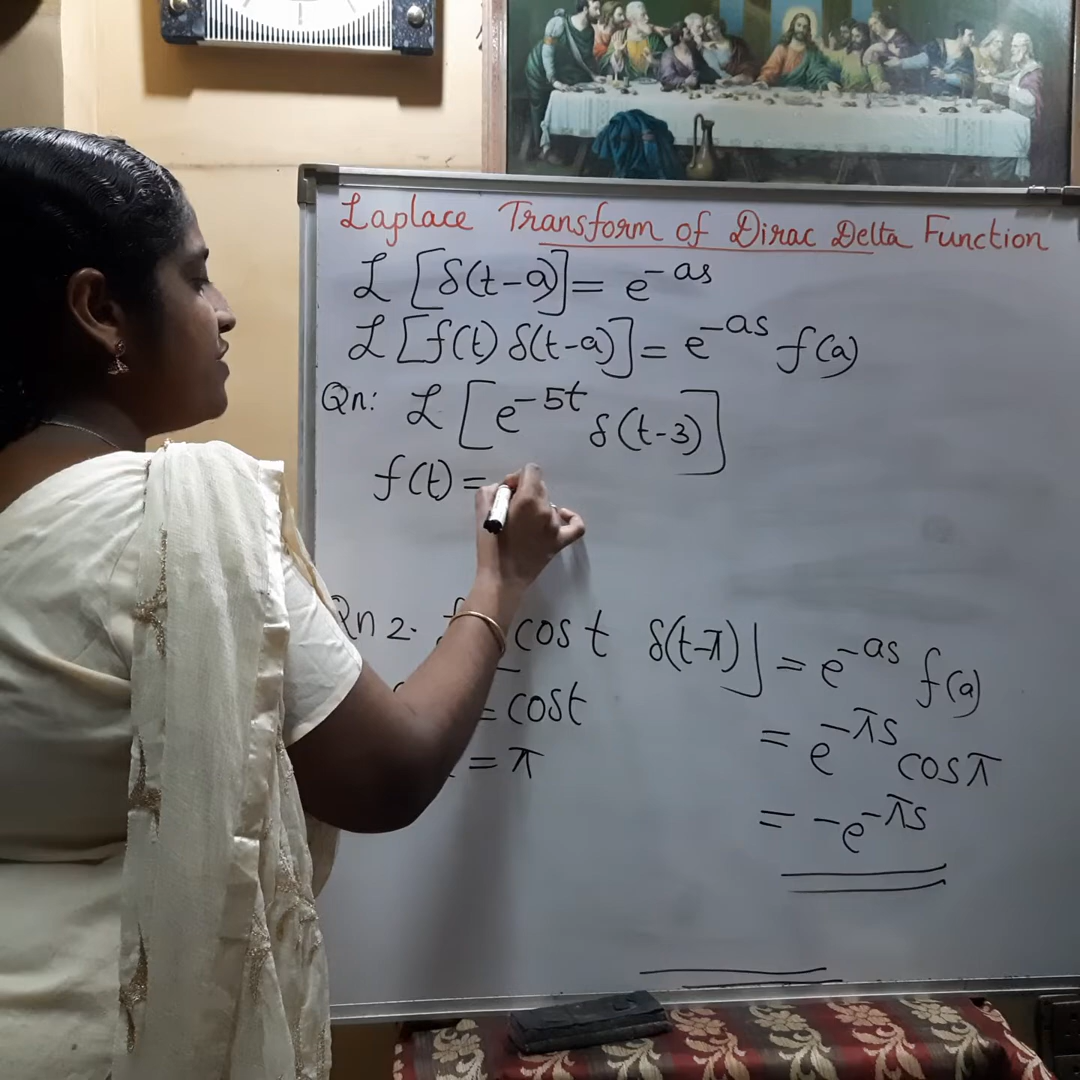 Laplace Transform of Dirac Delta Function
ℒ [δ(t-a)] = e^{-as}
ℒ [f(t) δ(t-a)] = e^{-as} f(a)
Qn: ℒ [e^{-5t} δ(t-3)]
f(t) =
Qn 2. cos t δ(t-π)] = e^{-as} f(a)
= cos t
= e^{-πs} cos π
= π
= -e^{-πs}